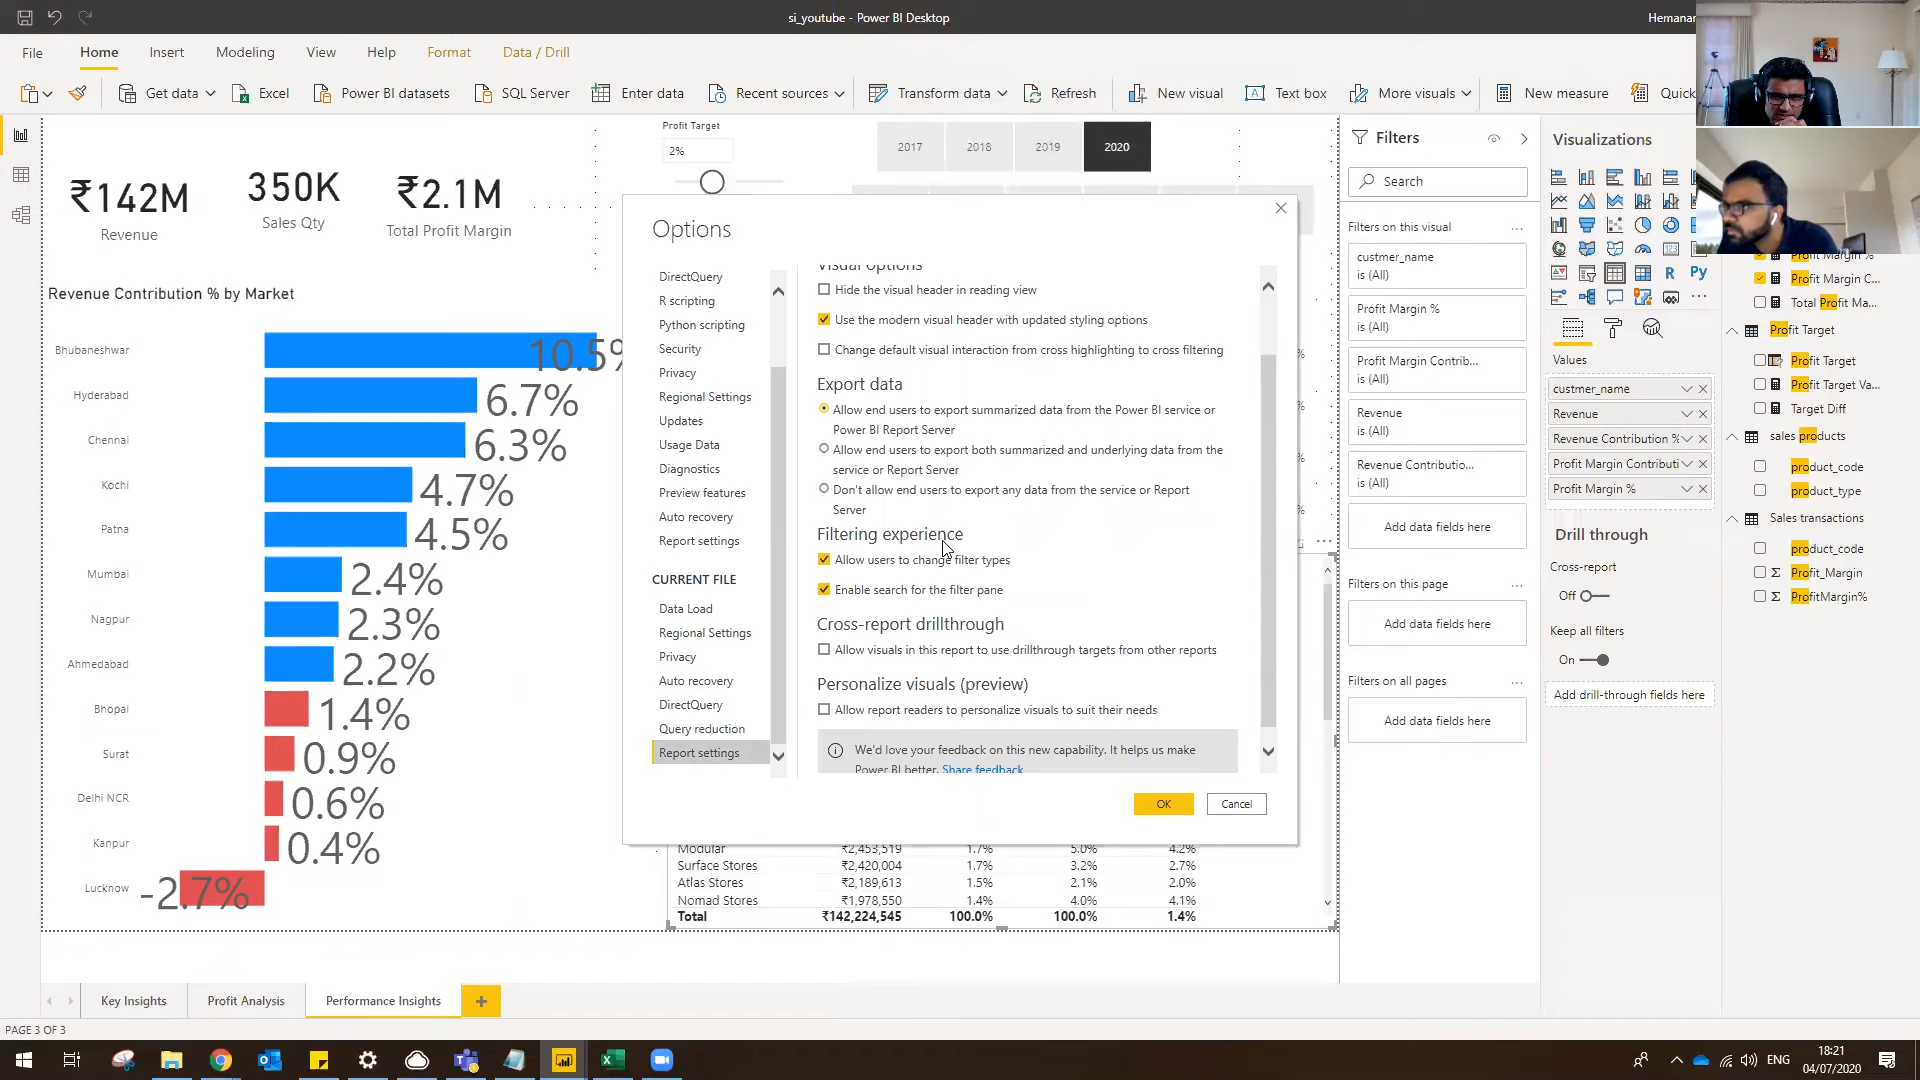 si_youtube - Power BI Desktop
Hemanan
File
Home
Insert
Modeling
View
Help
Format
Data / Drill
Get data
Excel
Power BI datasets
SQL Server
Enter data
Recent sources
Transform data
Refresh
New visual
Text box
More visuals
New measure
Quick
₹142M
Revenue
350K
Sales Qty
₹2.1M
Total Profit Margin
Profit Target
2%
2017
2018
2019
2020
Revenue Contribution % by Market
Bhubaneshwar
10.5%
Hyderabad
6.7%
Chennai
6.3%
Kochi
4.7%
Patna
4.5%
Mumbai
2.4%
Nagpur
2.3%
Ahmedabad
2.2%
Bhopal
1.4%
Surat
0.9%
Delhi NCR
0.6%
Kanpur
0.4%
Lucknow
-2.7%
Options
DirectQuery
R scripting
Python scripting
Security
Privacy
Regional Settings
Updates
Usage Data
Diagnostics
Preview features
Auto recovery
Report settings
CURRENT FILE
Data Load
Regional Settings
Privacy
Auto recovery
DirectQuery
Query reduction
Report settings
Visual options
Hide the visual header in reading view
Use the modern visual header with updated styling options
Change default visual interaction from cross highlighting to cross filtering
Export data
Allow end users to export summarized data from the Power BI service or
Power BI Report Server
Allow end users to export both summarized and underlying data from the
service or Report Server
Don't allow end users to export any data from the service or Report
Server
Filtering experience
Allow users to change filter types
Enable search for the filter pane
Cross-report drillthrough
Allow visuals in this report to use drillthrough targets from other reports
Personalize visuals (preview)
Allow report readers to personalize visuals to suit their needs
We'd love your feedback on this new capability. It helps us make
Power BI better. Share feedback
OK
Cancel
Modular ₹2,453,519 1.7% 5.0% 4.2%
Surface Stores ₹2,420,004 1.7% 3.2% 2.7%
Atlas Stores ₹2,189,613 1.5% 2.1% 2.0%
Nomad Stores ₹1,978,550 1.4% 4.0% 4.1%
Total ₹142,224,545 100.0% 100.0% 1.4%
Filters
Search
Filters on this visual
custmer_name
is (All)
Profit Margin %
is (All)
Profit Margin Contrib...
is (All)
Revenue
is (All)
Revenue Contributio...
is (All)
Add data fields here
Filters on this page
Add data fields here
Filters on all pages
Add data fields here
Visualizations
R
Py
Values
custmer_name
Revenue
Revenue Contribution %
Profit Margin Contributi
Profit Margin %
Drill through
Cross-report
Off
Keep all filters
On
Add drill-through fields here
Profit Margin %
Profit Margin C...
Total Profit Ma...
Profit Target
Profit Target
Profit Target Va...
Target Diff
sales products
product_code
product_type
Sales transactions
product_code
Profit_Margin
ProfitMargin%
Key Insights
Profit Analysis
Performance Insights
PAGE 3 OF 3
ENG
18:21
04/07/2020